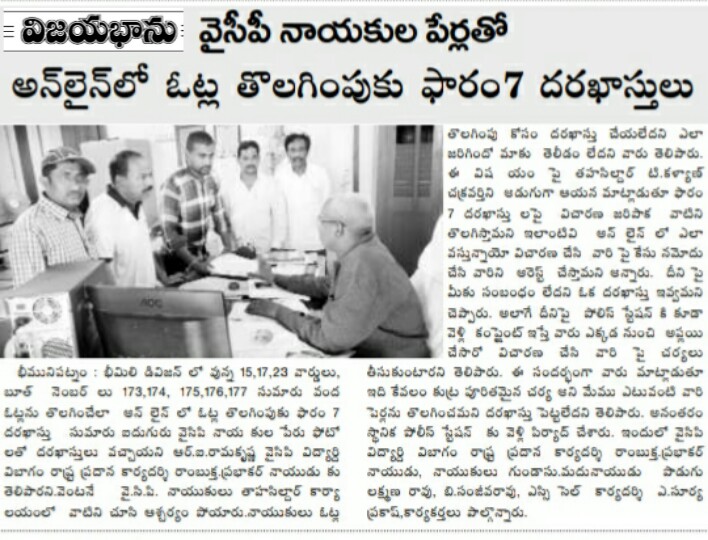 విజయభాను
వైసీపీ నాయకుల పేర్లతో
అన్‌లైన్‌లో ఓట్ల తొలగింపుకు ఫారం7 దరఖాస్తులు
భీమునిపట్నం : భీమిలి డివిజన్ లో వున్న 15,17,23 వార్డులు,
బూత్ నెంబర్ లు 173,174, 175,176,177 సుమారు వంద
ఓట్లను తొలగించేలా అన్ లైన్ లో ఓట్ల తొలగింపుకు ఫారం 7
దరఖాస్తు సుమారు ఐదుగురు వైసిపి నాయ కుల పేరు ఫోటో
లతో దరఖాస్తులు వచ్చాయని ఆర్.ఐ.రామకృష్ణ వైసిపి విద్యార్థి
విభాగం రాష్ట్ర ప్రధాన కార్యదర్శి రాంబుక్త.ప్రభాకర్ నాయుడు కు
తెలిపారని.వెంటనే వై.సి.పి. నాయకులు తాహసిల్దార్ కార్యా
లయంలో వాటిని చూసి ఆశ్చర్యం పోయారు.నాయకులు ఓట్ల
తొలగింపు కోసం దరఖాస్తు చేయలేదని ఎలా
జరిగిందో మాకు తెలీడం లేదని వారు తెలిపారు.
ఈ విష యం పై తహసిల్దార్ టి.కళ్యాణ్
చక్రవర్తిని అడుగుగా ఆయన మాట్లాడుతూ ఫారం
7 దరఖాస్తు లపై విచారణ జరిపాక వాటిని
తొలగిస్తామని ఇలాంటివి అన్ లైన్ లో ఎలా
వస్తున్నాయో విచారణ చేసి వారి పై కేసు నమోదు
చేసి వారిని అరెస్ట్ చేస్తామని అన్నారు. దీని పై
మీకు సంబంధం లేదని ఓక దరఖాస్తు ఇవ్వమని
చెప్పారు. అలాగే దీనిపై పోలీస్ స్టేషన్ కి కూడా
వెళ్లి కంప్లైంట్ ఇస్తే వారు ఎక్కడ నుంచి అప్లయి
చేసారో విచారణ చేసి వారి పై చర్యలు
తీసుకుంటారని తెలిపారు. ఈ సందర్భంగా వారు మాట్లాడుతూ
ఇది కేవలం కుట్ర పూరితమైన చర్య అని మేము ఎటువంటి వారి
పెర్లను తొలగించమని దరఖాస్తు పెట్టలేదని తెలిపారు. అనంతరం
స్థానిక పోలీస్ స్టేషన్ కు వెళ్లి పిర్యాద్ చేశారు. ఇందులో వైసిపి
విద్యార్థి విభాగం రాష్ట్ర ప్రధాన కార్యదర్శి రాంబుక్త.ప్రభాకర్
నాయుడు, నాయకులు గుండాసు.మదునాయుడు పొడుగు
లక్ష్మణ రావు, బి.సంజీవరావు, ఎస్సి సెల్ కార్యదర్శి ఎ.సూర్య
ప్రకాష్,కార్యకర్తలు పాల్గొన్నారు.
AOC